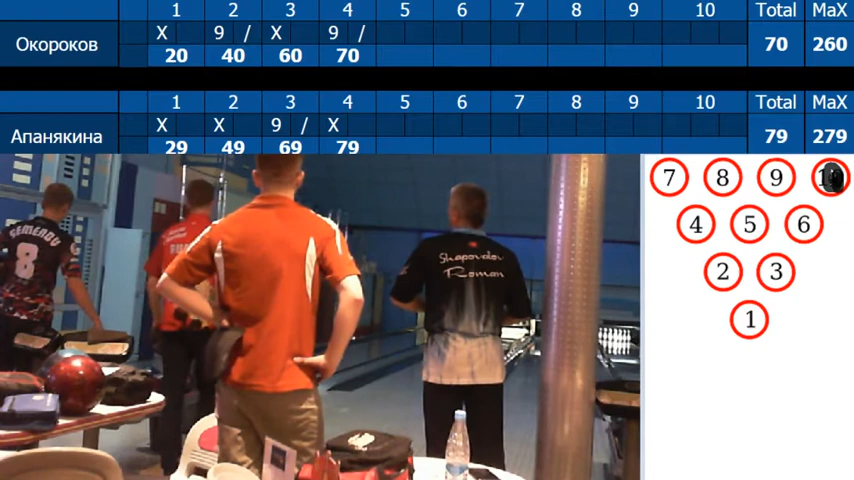 1 2 3 4 5 6 7 8 9 10 Total MaX
Окороков X 9 / X 9 / 70 260
20 40 60 70
1 2 3 4 5 6 7 8 9 10 Total MaX
Апанякина X X 9 / X 79 279
29 49 69 79
7 8 9
4 5 6
2 3
1
8
Shapovalov
Roman